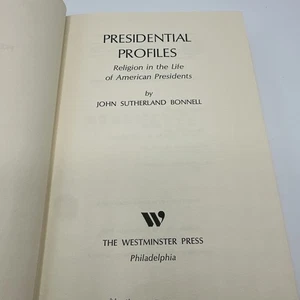 PRESIDENTIAL
PROFILES
Religion in the Life
of American Presidents
by
JOHN SUTHERLAND BONNELL
W
THE WESTMINSTER PRESS
Philadelphia